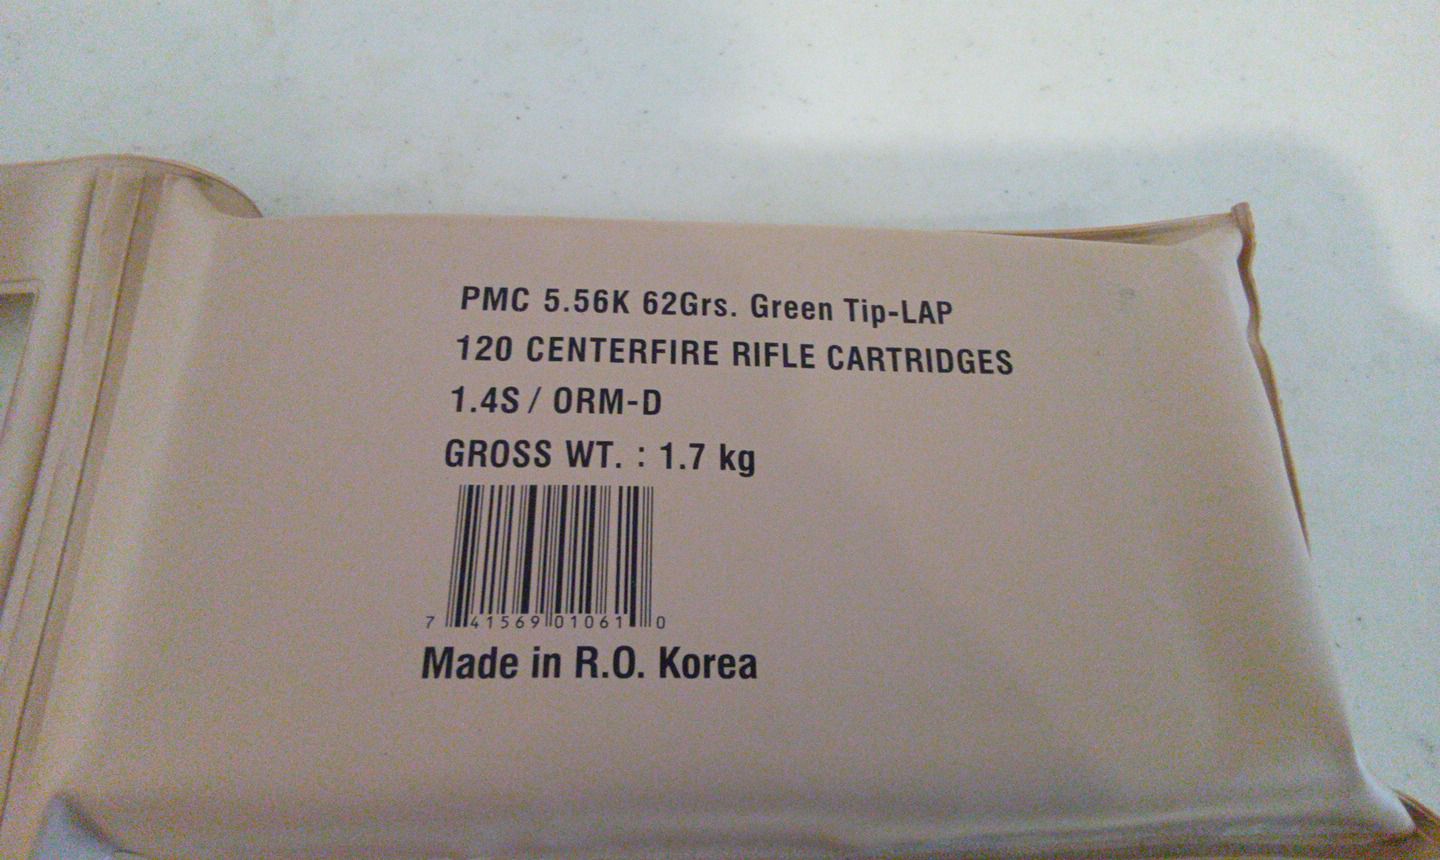 PMC 5.56K 62Grs. Green Tip-LAP
120 CENTERFIRE RIFLE CARTRIDGES
1.4S / ORM-D
GROSS WT. : 1.7 kg
7 41569 01061 0
Made in R.O. Korea